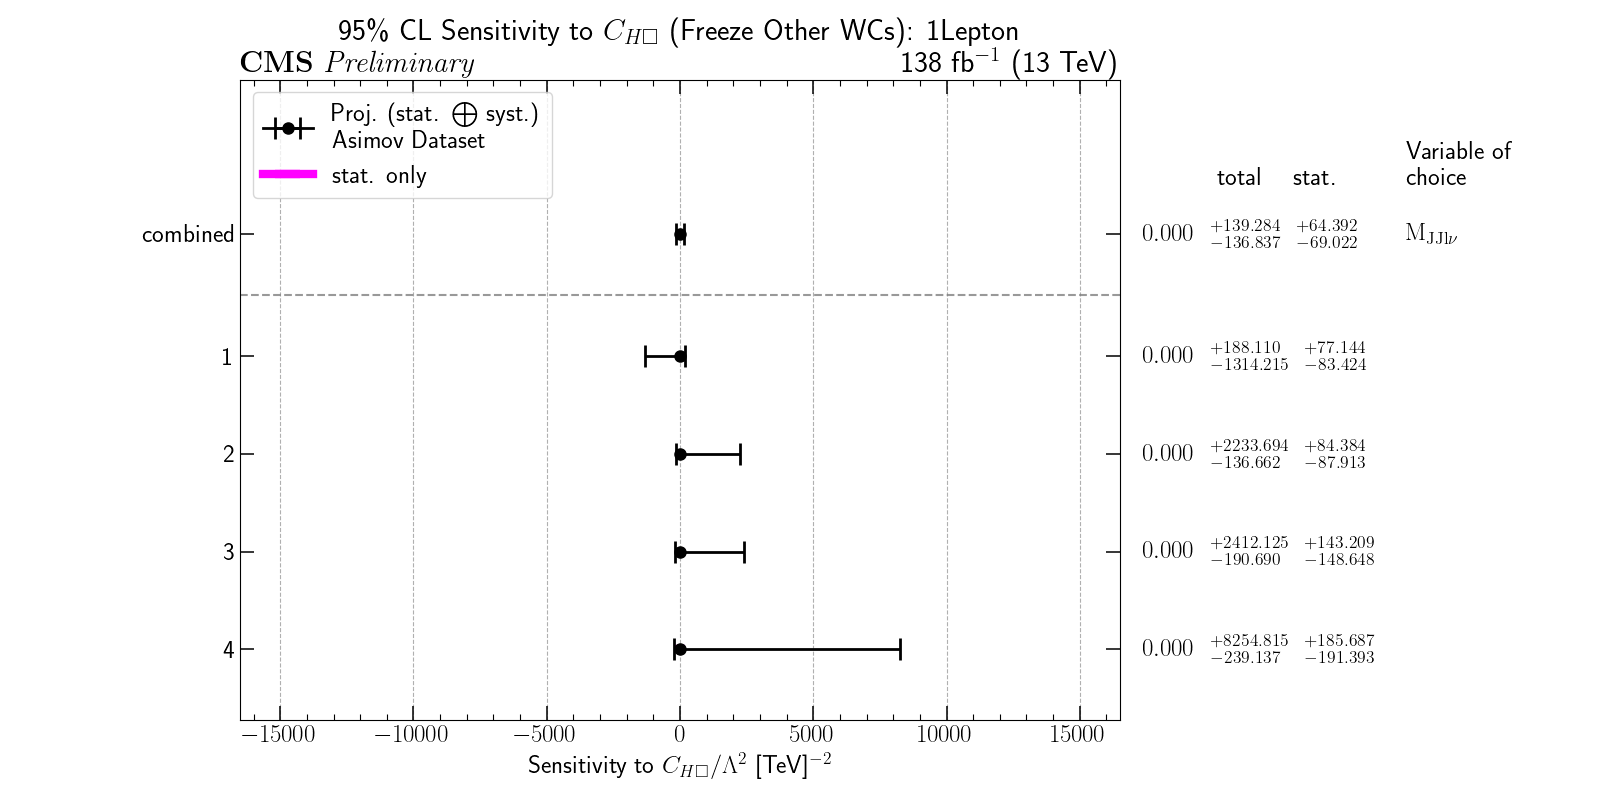 95% CL Sensitivity to C_{H□} (Freeze Other WCs): 1Lepton
CMS Preliminary 138 fb⁻¹ (13 TeV)
Proj. (stat. ⨁ syst.)
Asimov Dataset
stat. only
Variable of
total stat. choice
combined 0.000 +139.284 +64.392 M_{JJlν}
−136.837 −69.022
1 0.000 +188.110 +77.144
−1314.215 −83.424
2 0.000 +2233.694 +84.384
−136.662 −87.913
3 0.000 +2412.125 +143.209
−190.690 −148.648
4 0.000 +8254.815 +185.687
−239.137 −191.393
−15000 −10000 −5000 0 5000 10000 15000
Sensitivity to C_{H□}/Λ² [TeV]⁻²